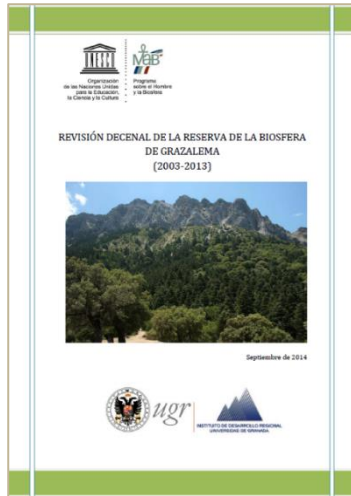 Organización
de las Naciones Unidas
para la Educación,
la Ciencia y la Cultura
MAB
Programa
sobre el Hombre
y la Biosfera
REVISIÓN DECENAL DE LA RESERVA DE LA BIOSFERA
DE GRAZALEMA
(2003-2013)
Septiembre de 2014
ugr
INSTITUTO DE DESARROLLO REGIONAL
UNIVERSIDAD DE GRANADA